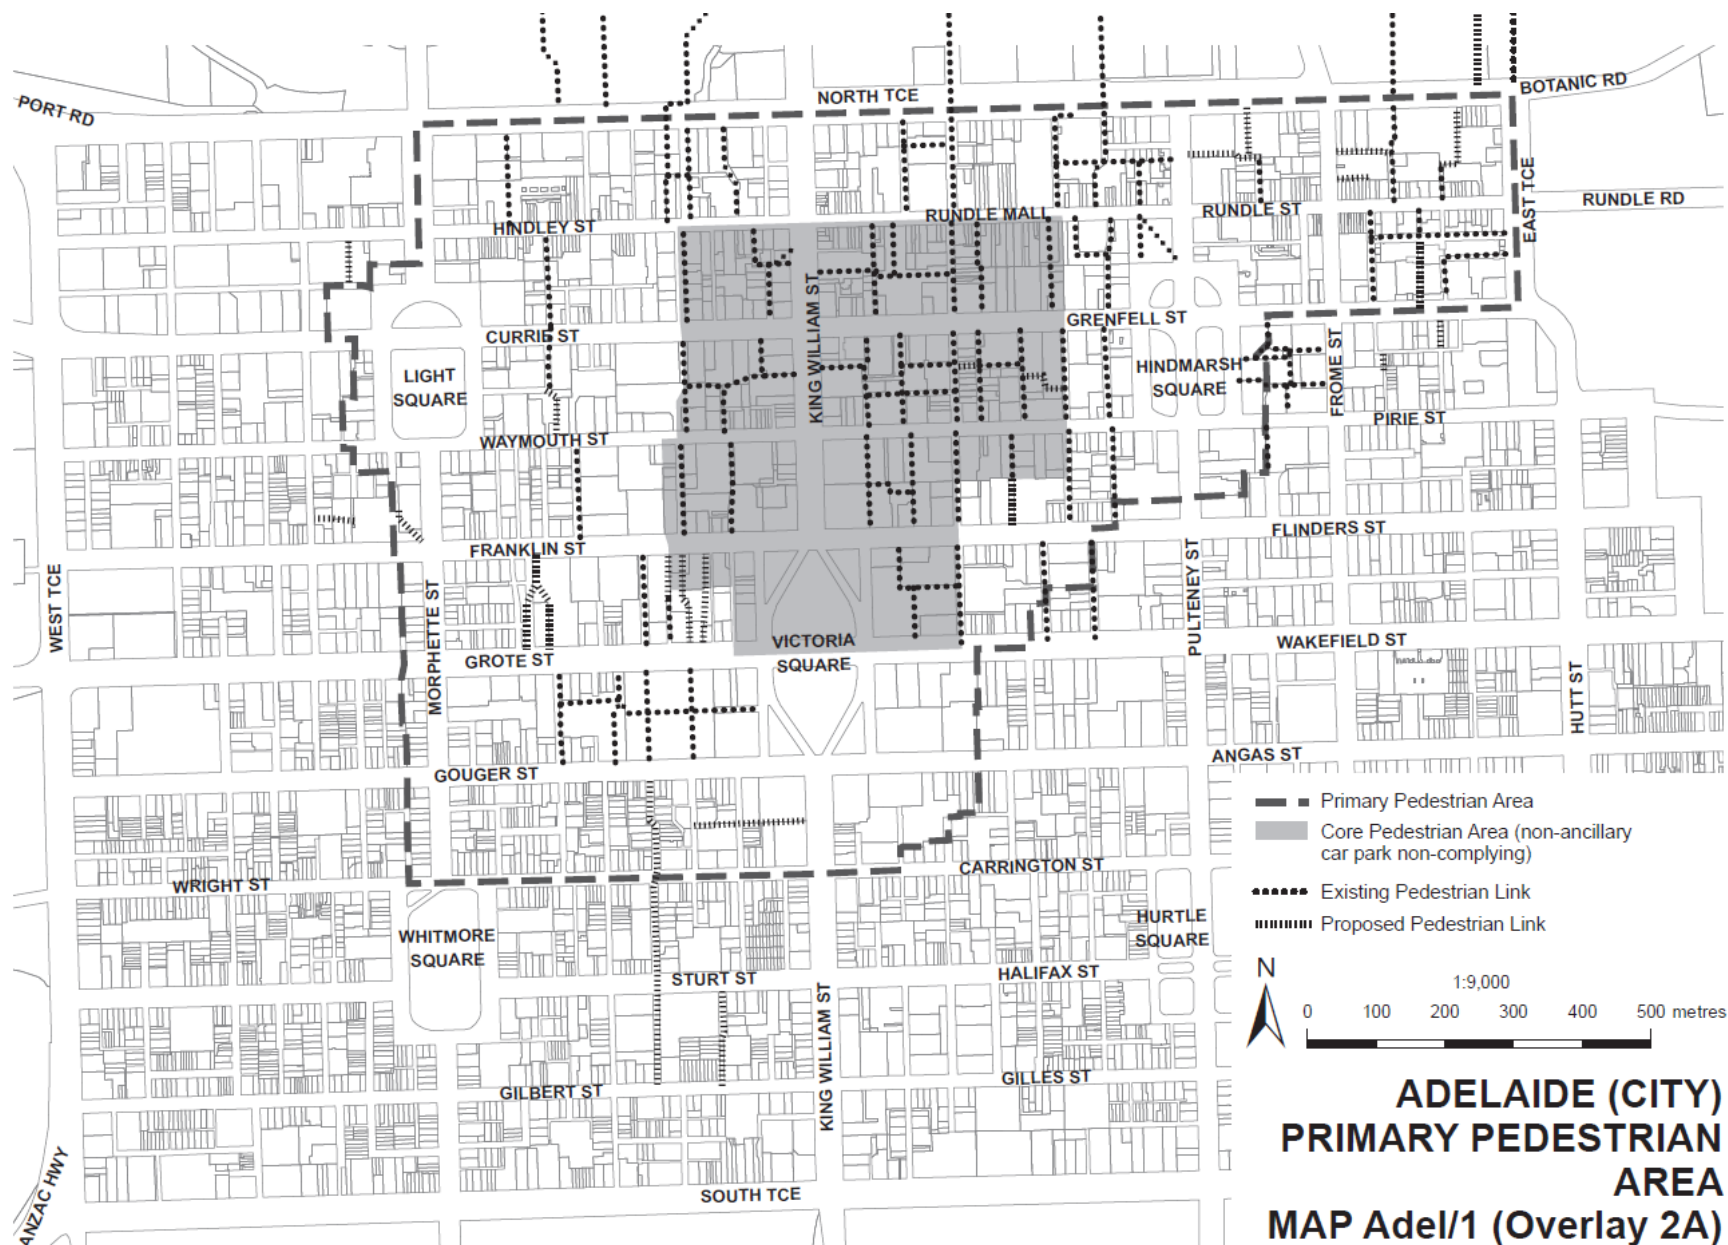 PORT RD
NORTH TCE
BOTANIC RD
EAST TCE
RUNDLE RD
RUNDLE MALL
RUNDLE ST
HINDLEY ST
KING WILLIAM ST
GRENFELL ST
CURRIE ST
LIGHT
SQUARE
HINDMARSH
SQUARE
FROME ST
PIRIE ST
WAYMOUTH ST
FLINDERS ST
FRANKLIN ST
WEST TCE
MORPHETTE ST
PULTENEY ST
VICTORIA
SQUARE
WAKEFIELD ST
GROTE ST
HUTT ST
ANGAS ST
GOUGER ST
Primary Pedestrian Area
Core Pedestrian Area (non-ancillary
car park non-complying)
Existing Pedestrian Link
Proposed Pedestrian Link
CARRINGTON ST
WRIGHT ST
WHITMORE
SQUARE
HURTLE
SQUARE
STURT ST
HALIFAX ST
KING WILLIAM ST
N
1:9,000
0 100 200 300 400 500 metres
GILBERT ST
GILLES ST
ANZAC HWY
SOUTH TCE
ADELAIDE (CITY)
PRIMARY PEDESTRIAN
AREA
MAP Adel/1 (Overlay 2A)